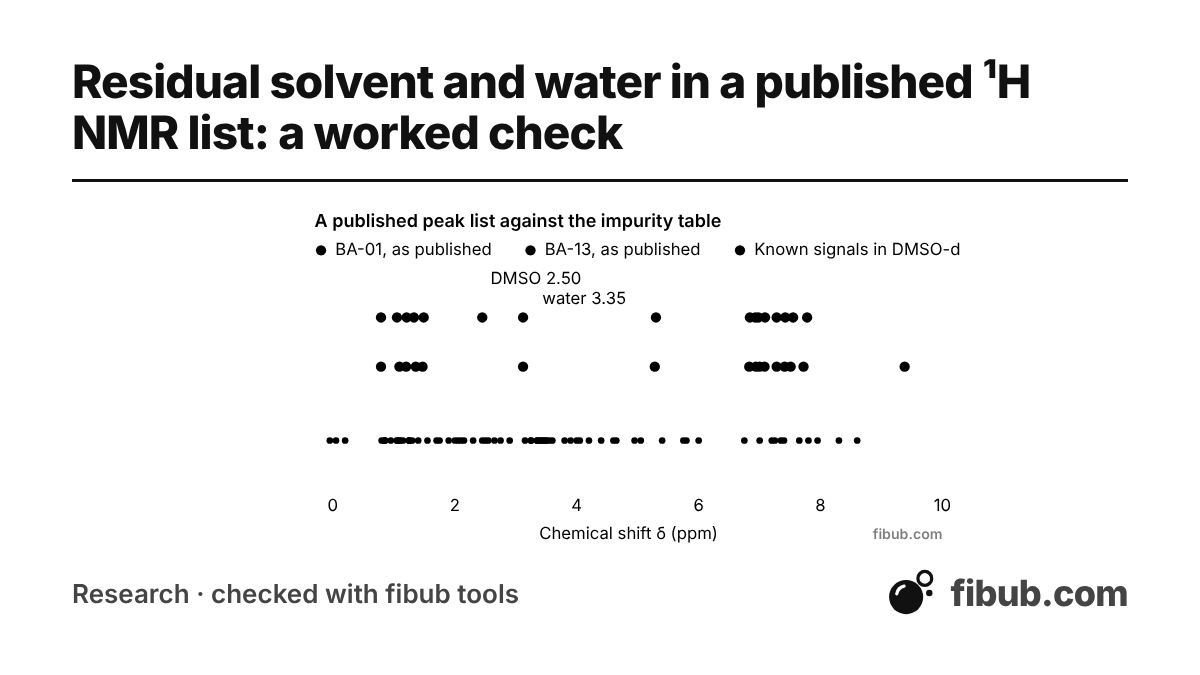 Residual solvent and water in a published ¹H
NMR list: a worked check
A published peak list against the impurity table
BA-01, as published
BA-13, as published
Known signals in DMSO-d
DMSO 2.50
water 3.35
0 2 4 6 8 10
Chemical shift δ (ppm)
fibub.com
Research · checked with fibub tools
fibub.com